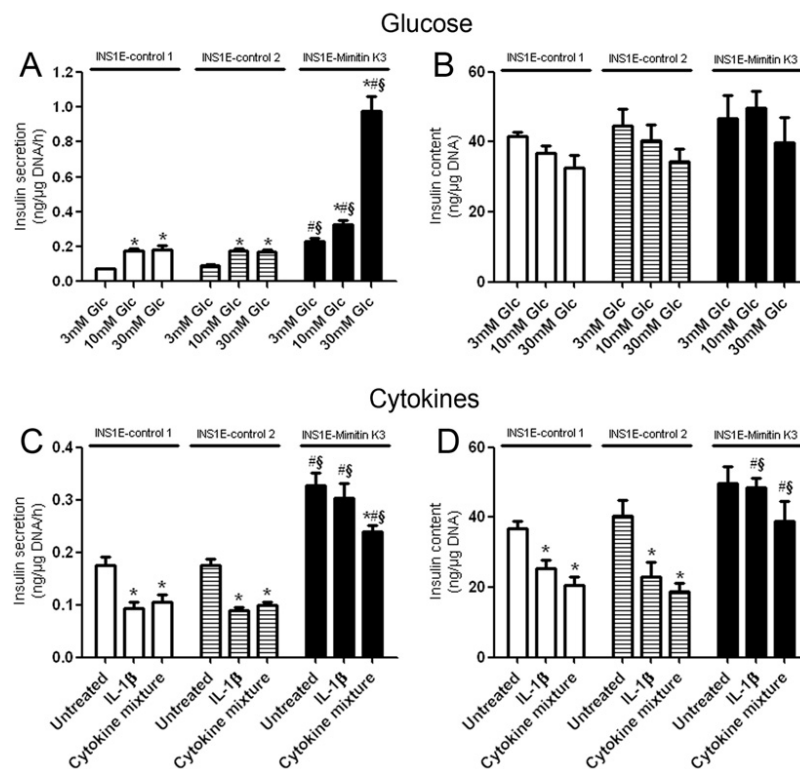 Glucose
A
INS1E-control 1 INS1E-control 2 INS1E-Mimitin K3
Insulin secretion
(ng/µg DNA/h)
1.2
1.0
0.8
0.6
0.4
0.2
0.0
* * * * #§ *#§ *#§
3mM Glc 10mM Glc 30mM Glc 3mM Glc 10mM Glc 30mM Glc 3mM Glc 10mM Glc 30mM Glc
B
INS1E-control 1 INS1E-control 2 INS1E-Mimitin K3
Insulin content
(ng/µg DNA)
60
40
20
0
3mM Glc 10mM Glc 30mM Glc 3mM Glc 10mM Glc 30mM Glc 3mM Glc 10mM Glc 30mM Glc
Cytokines
C
INS1E-control 1 INS1E-control 2 INS1E-Mimitin K3
Insulin secretion
(ng/µg DNA/h)
0.4
0.3
0.2
0.1
0.0
* * * * #§ #§ *#§
Untreated IL-1β Cytokine mixture Untreated IL-1β Cytokine mixture Untreated IL-1β Cytokine mixture
D
INS1E-control 1 INS1E-control 2 INS1E-Mimitin K3
Insulin content
(ng/µg DNA)
60
40
20
0
* * * * #§ #§
Untreated IL-1β Cytokine mixture Untreated IL-1β Cytokine mixture Untreated IL-1β Cytokine mixture